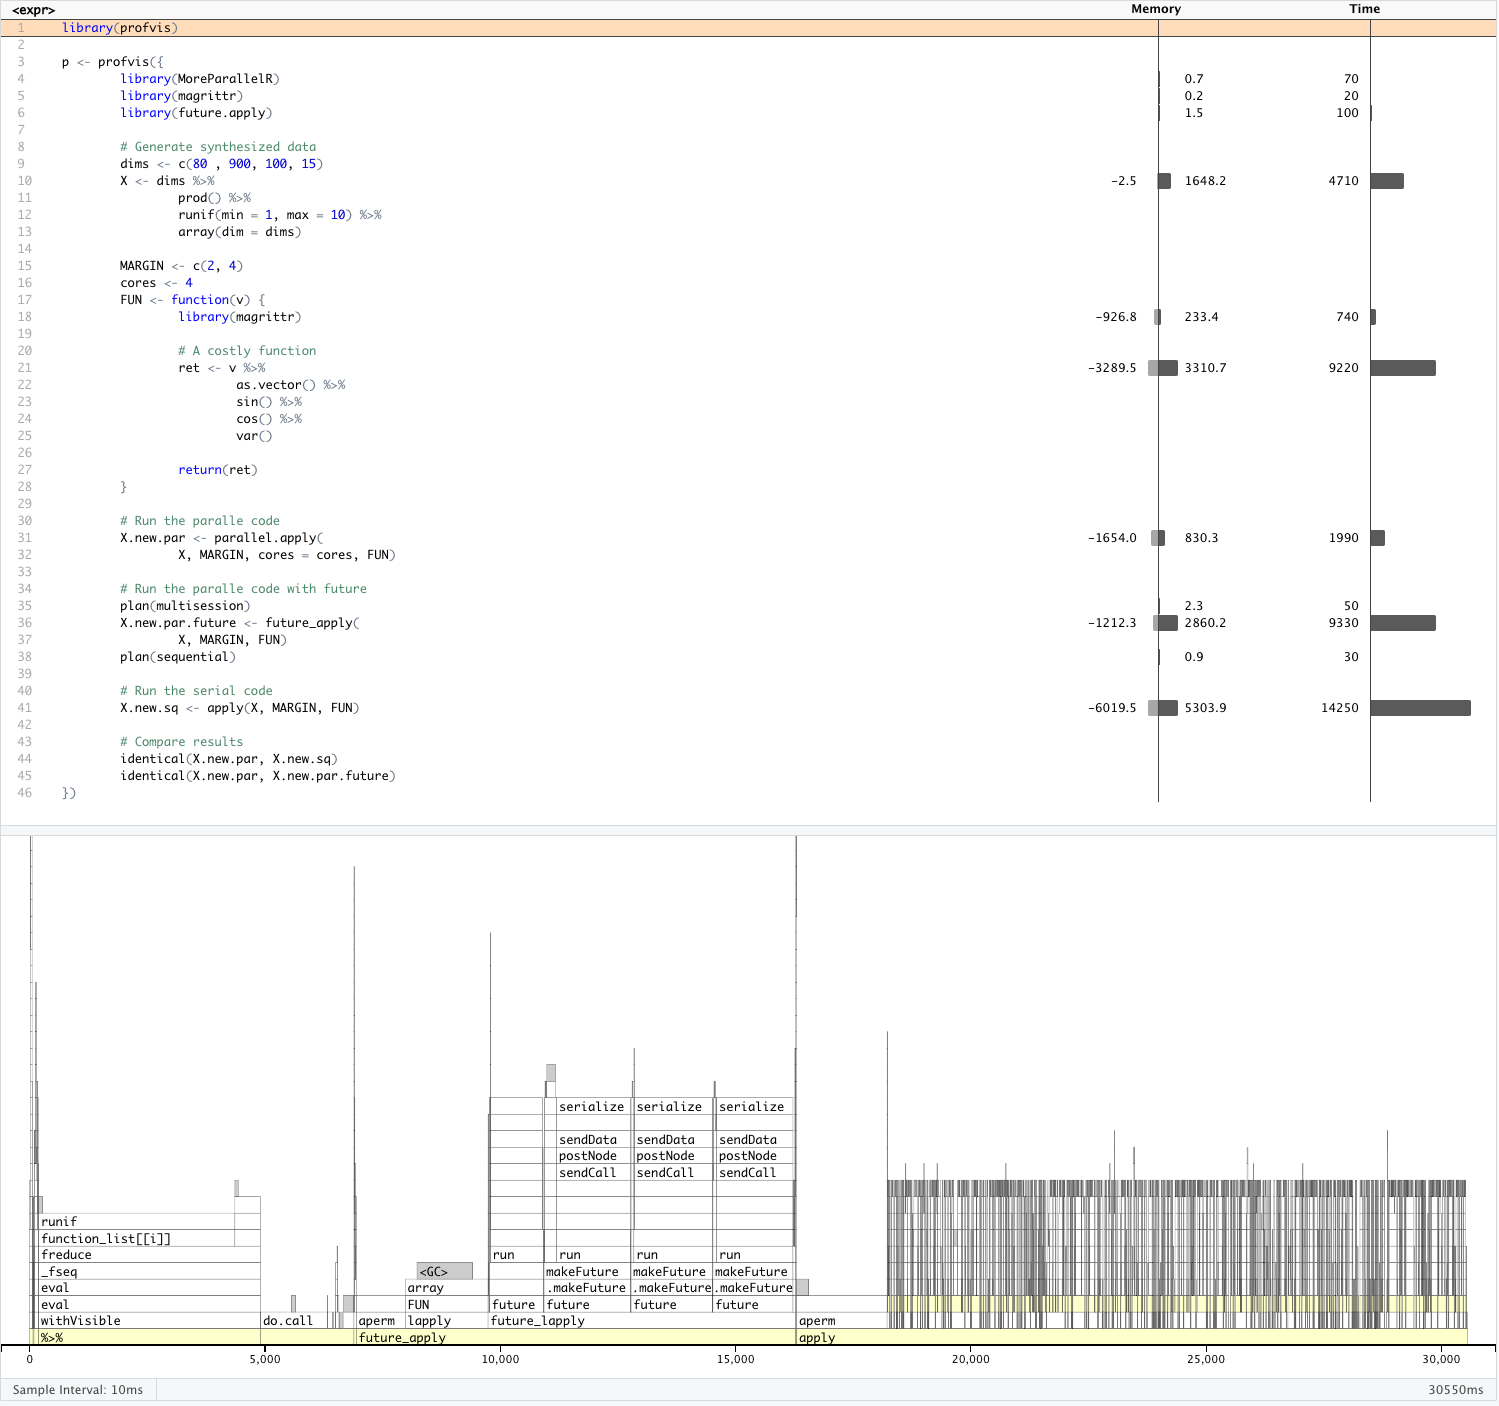 <expr> Memory Time
1 library(profvis)
2
3 p <- profvis({
4 library(MoreParallelR) 0.7 70
5 library(magrittr) 0.2 20
6 library(future.apply) 1.5 100
7
8 # Generate synthesized data
9 dims <- c(80 , 900, 100, 15)
10 X <- dims %>% -2.5 1648.2 4710
11 prod() %>%
12 runif(min = 1, max = 10) %>%
13 array(dim = dims)
14
15 MARGIN <- c(2, 4)
16 cores <- 4
17 FUN <- function(v) {
18 library(magrittr) -926.8 233.4 740
19
20 # A costly function
21 ret <- v %>% -3289.5 3310.7 9220
22 as.vector() %>%
23 sin() %>%
24 cos() %>%
25 var()
26
27 return(ret)
28 }
29
30 # Run the paralle code
31 X.new.par <- parallel.apply( -1654.0 830.3 1990
32 X, MARGIN, cores = cores, FUN)
33
34 # Run the paralle code with future
35 plan(multisession) 2.3 50
36 X.new.par.future <- future_apply( -1212.3 2860.2 9330
37 X, MARGIN, FUN)
38 plan(sequential) 0.9 30
39
40 # Run the serial code
41 X.new.sq <- apply(X, MARGIN, FUN) -6019.5 5303.9 14250
42
43 # Compare results
44 identical(X.new.par, X.new.sq)
45 identical(X.new.par, X.new.par.future)
46 })
serialize serialize serialize
sendData sendData sendData
postNode postNode postNode
sendCall sendCall sendCall
runif
function_list[[i]]
freduce run run run run
_fseq <GC> makeFuture makeFuture makeFuture
eval array .makeFuture .makeFuture .makeFuture
eval FUN future future future future
withVisible do.call aperm lapply future_lapply aperm
%>% future_apply apply
0 5,000 10,000 15,000 20,000 25,000 30,000
Sample Interval: 10ms 30550ms